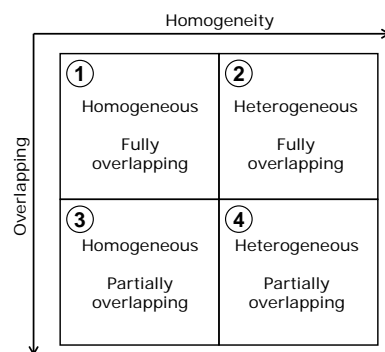 Homogeneity
Overlapping
1
Homogeneous
Fully
overlapping
2
Heterogeneous
Fully
overlapping
3
Homogeneous
Partially
overlapping
4
Heterogeneous
Partially
overlapping